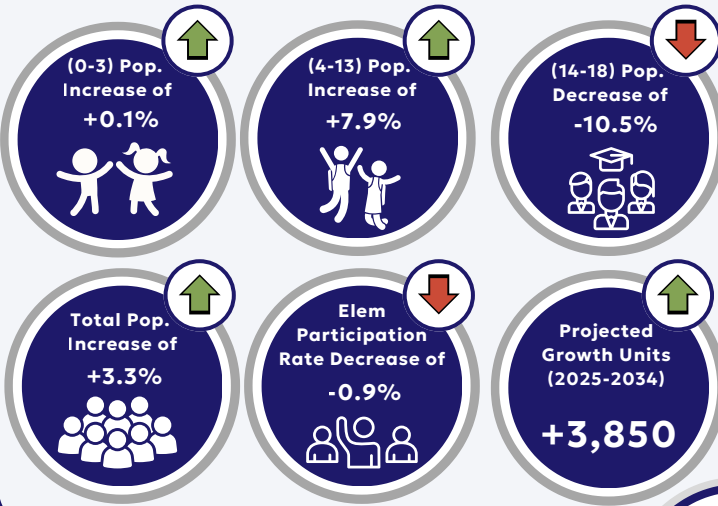 (0-3) Pop.
Increase of
+0.1%
(4-13) Pop.
Increase of
+7.9%
(14-18) Pop.
Decrease of
-10.5%
Total Pop.
Increase of
+3.3%
Elem
Participation
Rate Decrease of
-0.9%
Projected
Growth Units
(2025-2034)
+3,850